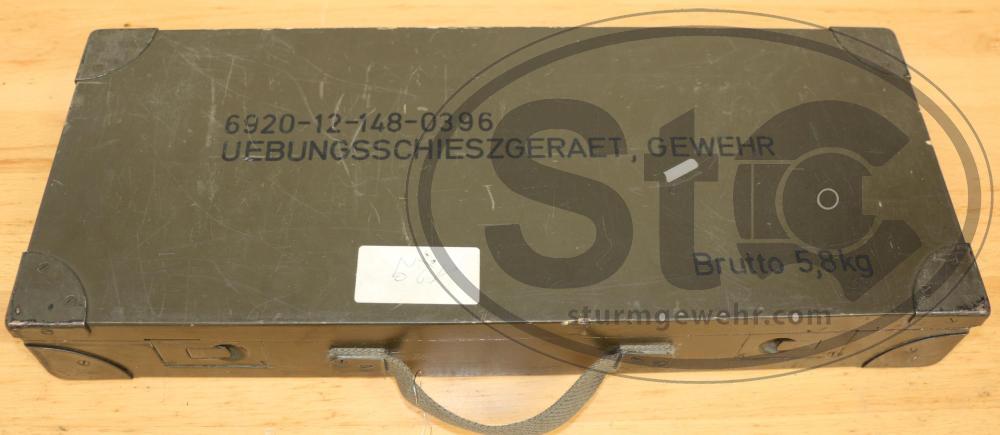 6920-12-148-0396
UEBUNGSSCHIESZGERAET, GEWEHR
StG
Brutto 5,8kg
sturmgewehr.com